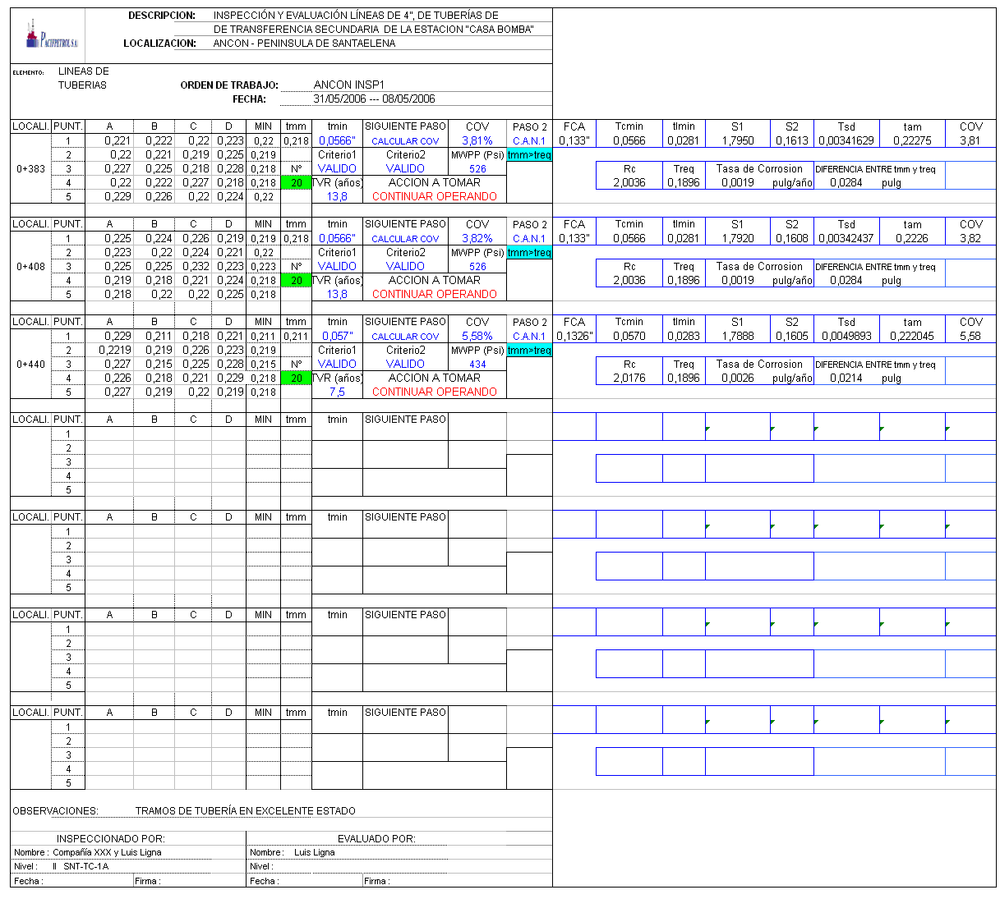 DESCRIPCION: INSPECCIÓN Y EVALUACIÓN LÍNEAS DE 4", DE TUBERÍAS DE
DE TRANSFERENCIA SECUNDARIA DE LA ESTACION "CASA BOMBA"
PACIFPETROL S.A.
LOCALIZACION: ANCON - PENINSULA DE SANTAELENA
ELEMENTO: LINEAS DE
TUBERIAS
ORDEN DE TRABAJO: ANCON INSP1
FECHA: 31/05/2006 --- 08/05/2006
LOCALI. PUNT. A B C D MIN tmm tmin SIGUIENTE PASO COV PASO 2 FCA Tcmin tlmin S1 S2 Tsd tam COV
1 0,221 0,222 0,22 0,223 0,22 0,218 0,0566" CALCULAR COV 3,81% C.A.N.1 0,133" 0,0566 0,0281 1,7950 0,1613 0,00341629 0,22275 3,81
2 0,22 0,221 0,219 0,225 0,219 Criterio1 Criterio2 MWPP (Psi) tmm>treq
0+383 3 0,227 0,225 0,218 0,228 0,218 Nº VALIDO VALIDO 526 Rc Treq Tasa de Corrosion DIFERENCIA ENTRE tmm y treq
4 0,22 0,222 0,227 0,218 0,218 20 TVR (años) ACCION A TOMAR 2,0036 0,1896 0,0019 pulg/año 0,0284 pulg
5 0,229 0,226 0,22 0,224 0,22 13,8 CONTINUAR OPERANDO
LOCALI. PUNT. A B C D MIN tmm tmin SIGUIENTE PASO COV PASO 2 FCA Tcmin tlmin S1 S2 Tsd tam COV
1 0,225 0,224 0,226 0,219 0,219 0,218 0,0566" CALCULAR COV 3,82% C.A.N.1 0,133" 0,0566 0,0281 1,7920 0,1608 0,00342437 0,2226 3,82
2 0,223 0,22 0,224 0,221 0,22 Criterio1 Criterio2 MWPP (Psi) tmm>treq
0+408 3 0,225 0,225 0,232 0,223 0,223 Nº VALIDO VALIDO 526 Rc Treq Tasa de Corrosion DIFERENCIA ENTRE tmm y treq
4 0,219 0,218 0,221 0,224 0,218 20 TVR (años) ACCION A TOMAR 2,0036 0,1896 0,0019 pulg/año 0,0284 pulg
5 0,218 0,22 0,22 0,225 0,218 13,8 CONTINUAR OPERANDO
LOCALI. PUNT. A B C D MIN tmm tmin SIGUIENTE PASO COV PASO 2 FCA Tcmin tlmin S1 S2 Tsd tam COV
1 0,229 0,211 0,218 0,221 0,211 0,211 0,057" CALCULAR COV 5,58% C.A.N.1 0,1326" 0,0570 0,0283 1,7888 0,1605 0,0049893 0,222045 5,58
2 0,2219 0,219 0,226 0,223 0,219 Criterio1 Criterio2 MWPP (Psi) tmm>treq
0+440 3 0,227 0,215 0,225 0,228 0,215 Nº VALIDO VALIDO 434 Rc Treq Tasa de Corrosion DIFERENCIA ENTRE tmm y treq
4 0,226 0,218 0,221 0,229 0,218 20 TVR (años) ACCION A TOMAR 2,0176 0,1896 0,0026 pulg/año 0,0214 pulg
5 0,227 0,219 0,22 0,219 0,218 7,5 CONTINUAR OPERANDO
LOCALI. PUNT. A B C D MIN tmm tmin SIGUIENTE PASO
1
2
3
4
5
LOCALI. PUNT. A B C D MIN tmm tmin SIGUIENTE PASO
1
2
3
4
5
LOCALI. PUNT. A B C D MIN tmm tmin SIGUIENTE PASO
1
2
3
4
5
LOCALI. PUNT. A B C D MIN tmm tmin SIGUIENTE PASO
1
2
3
4
5
OBSERVACIONES: TRAMOS DE TUBERÍA EN EXCELENTE ESTADO
INSPECCIONADO POR: EVALUADO POR:
Nombre : Compañía XXX y Luis Ligna Nombre : Luis Ligna
Nivel : II SNT-TC-1A Nivel :
Fecha : Firma : Fecha : Firma :